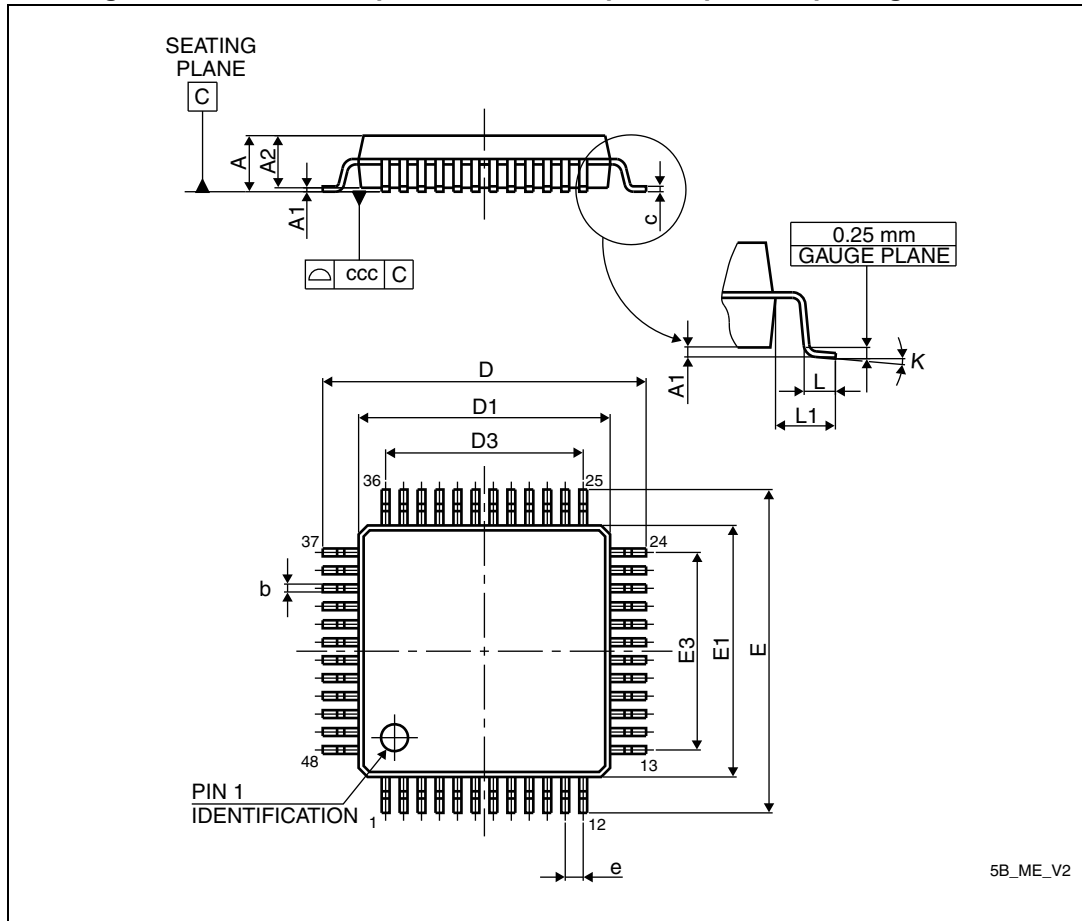 SEATING
PLANE
C
A
A2
A1
c
ccc C
0.25 mm
GAUGE PLANE
A1
K
L
L1
D
D1
D3
36
25
37
24
b
E3
E1
E
48
13
PIN 1
IDENTIFICATION
1
12
e
5B_ME_V2